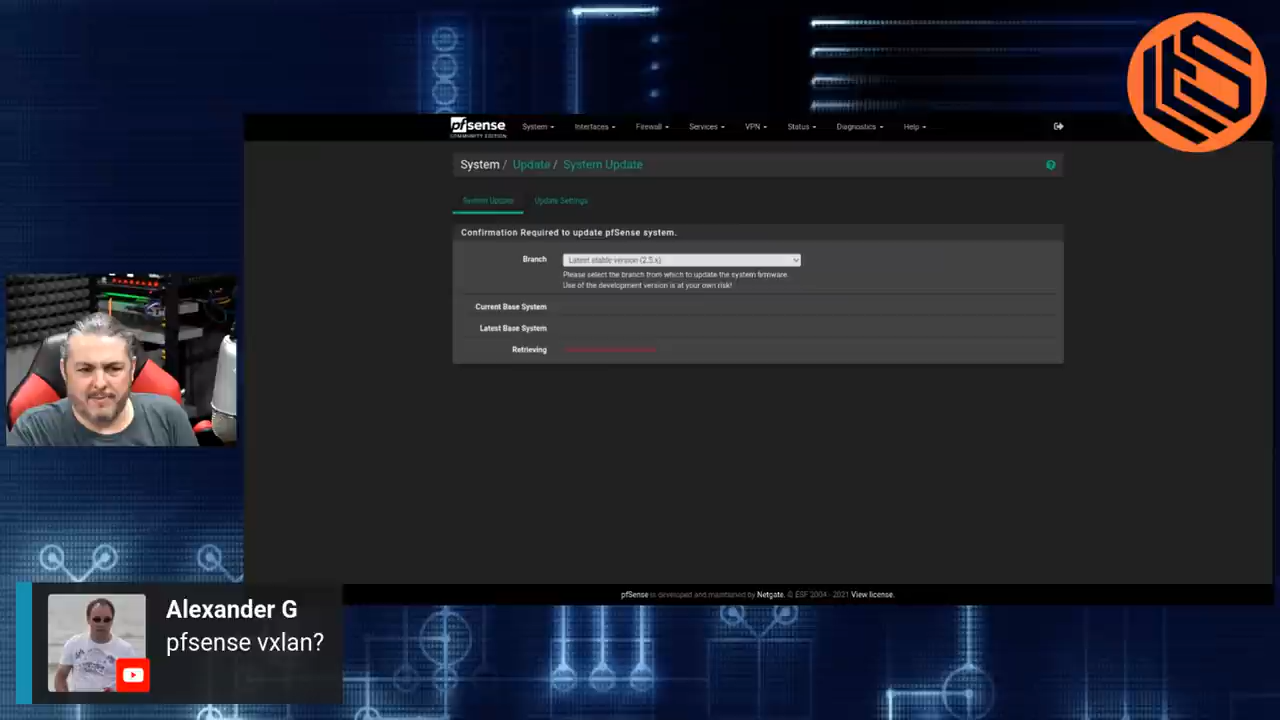 pfsense
COMMUNITY EDITION
System Interfaces Firewall Services VPN Status Diagnostics Help
System / Update / System Update
System Update Update Settings
Confirmation Required to update pfSense system.
Branch Latest stable version (2.5.x)
Please select the branch from which to update the system firmware.
Use of the development version is at your own risk!
Current Base System
Latest Base System
Retrieving
pfSense is developed and maintained by Netgate. © ESF 2004 - 2021 View license.
Alexander G
pfsense vxlan?